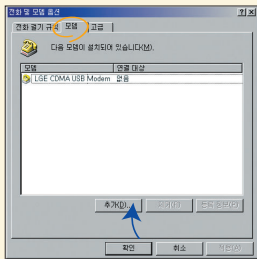 전화 및 모뎀 옵션
전화 걸기 규칙 모뎀 고급
다음 모뎀이 설치되어 있습니다(M).
모뎀 연결 대상
LGE CDMA USB Modem 없음
추가(D)... 제거(R) 등록 정보(P)
확인 취소 적용(A)